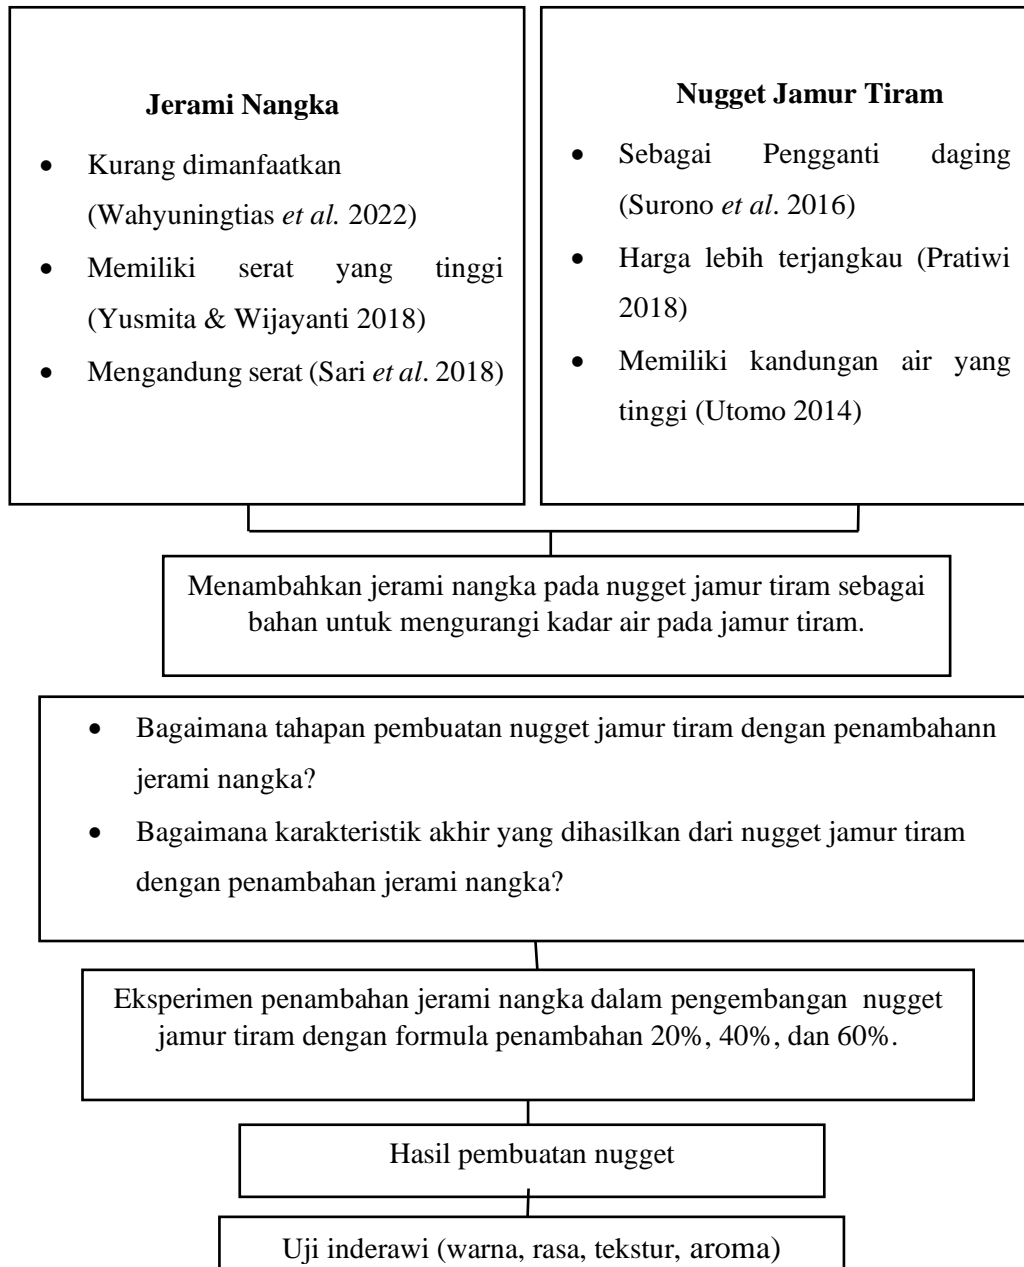 Jerami Nangka
• Kurang dimanfaatkan
(Wahyuningtias et al. 2022)
• Memiliki serat yang tinggi
(Yusmita & Wijayanti 2018)
• Mengandung serat (Sari et al. 2018)
Nugget Jamur Tiram
• Sebagai Pengganti daging
(Surono et al. 2016)
• Harga lebih terjangkau (Pratiwi
2018)
• Memiliki kandungan air yang
tinggi (Utomo 2014)
Menambahkan jerami nangka pada nugget jamur tiram sebagai
bahan untuk mengurangi kadar air pada jamur tiram.
• Bagaimana tahapan pembuatan nugget jamur tiram dengan penambahann
jerami nangka?
• Bagaimana karakteristik akhir yang dihasilkan dari nugget jamur tiram
dengan penambahan jerami nangka?
Eksperimen penambahan jerami nangka dalam pengembangan nugget
jamur tiram dengan formula penambahan 20%, 40%, dan 60%.
Hasil pembuatan nugget
Uji inderawi (warna, rasa, tekstur, aroma)